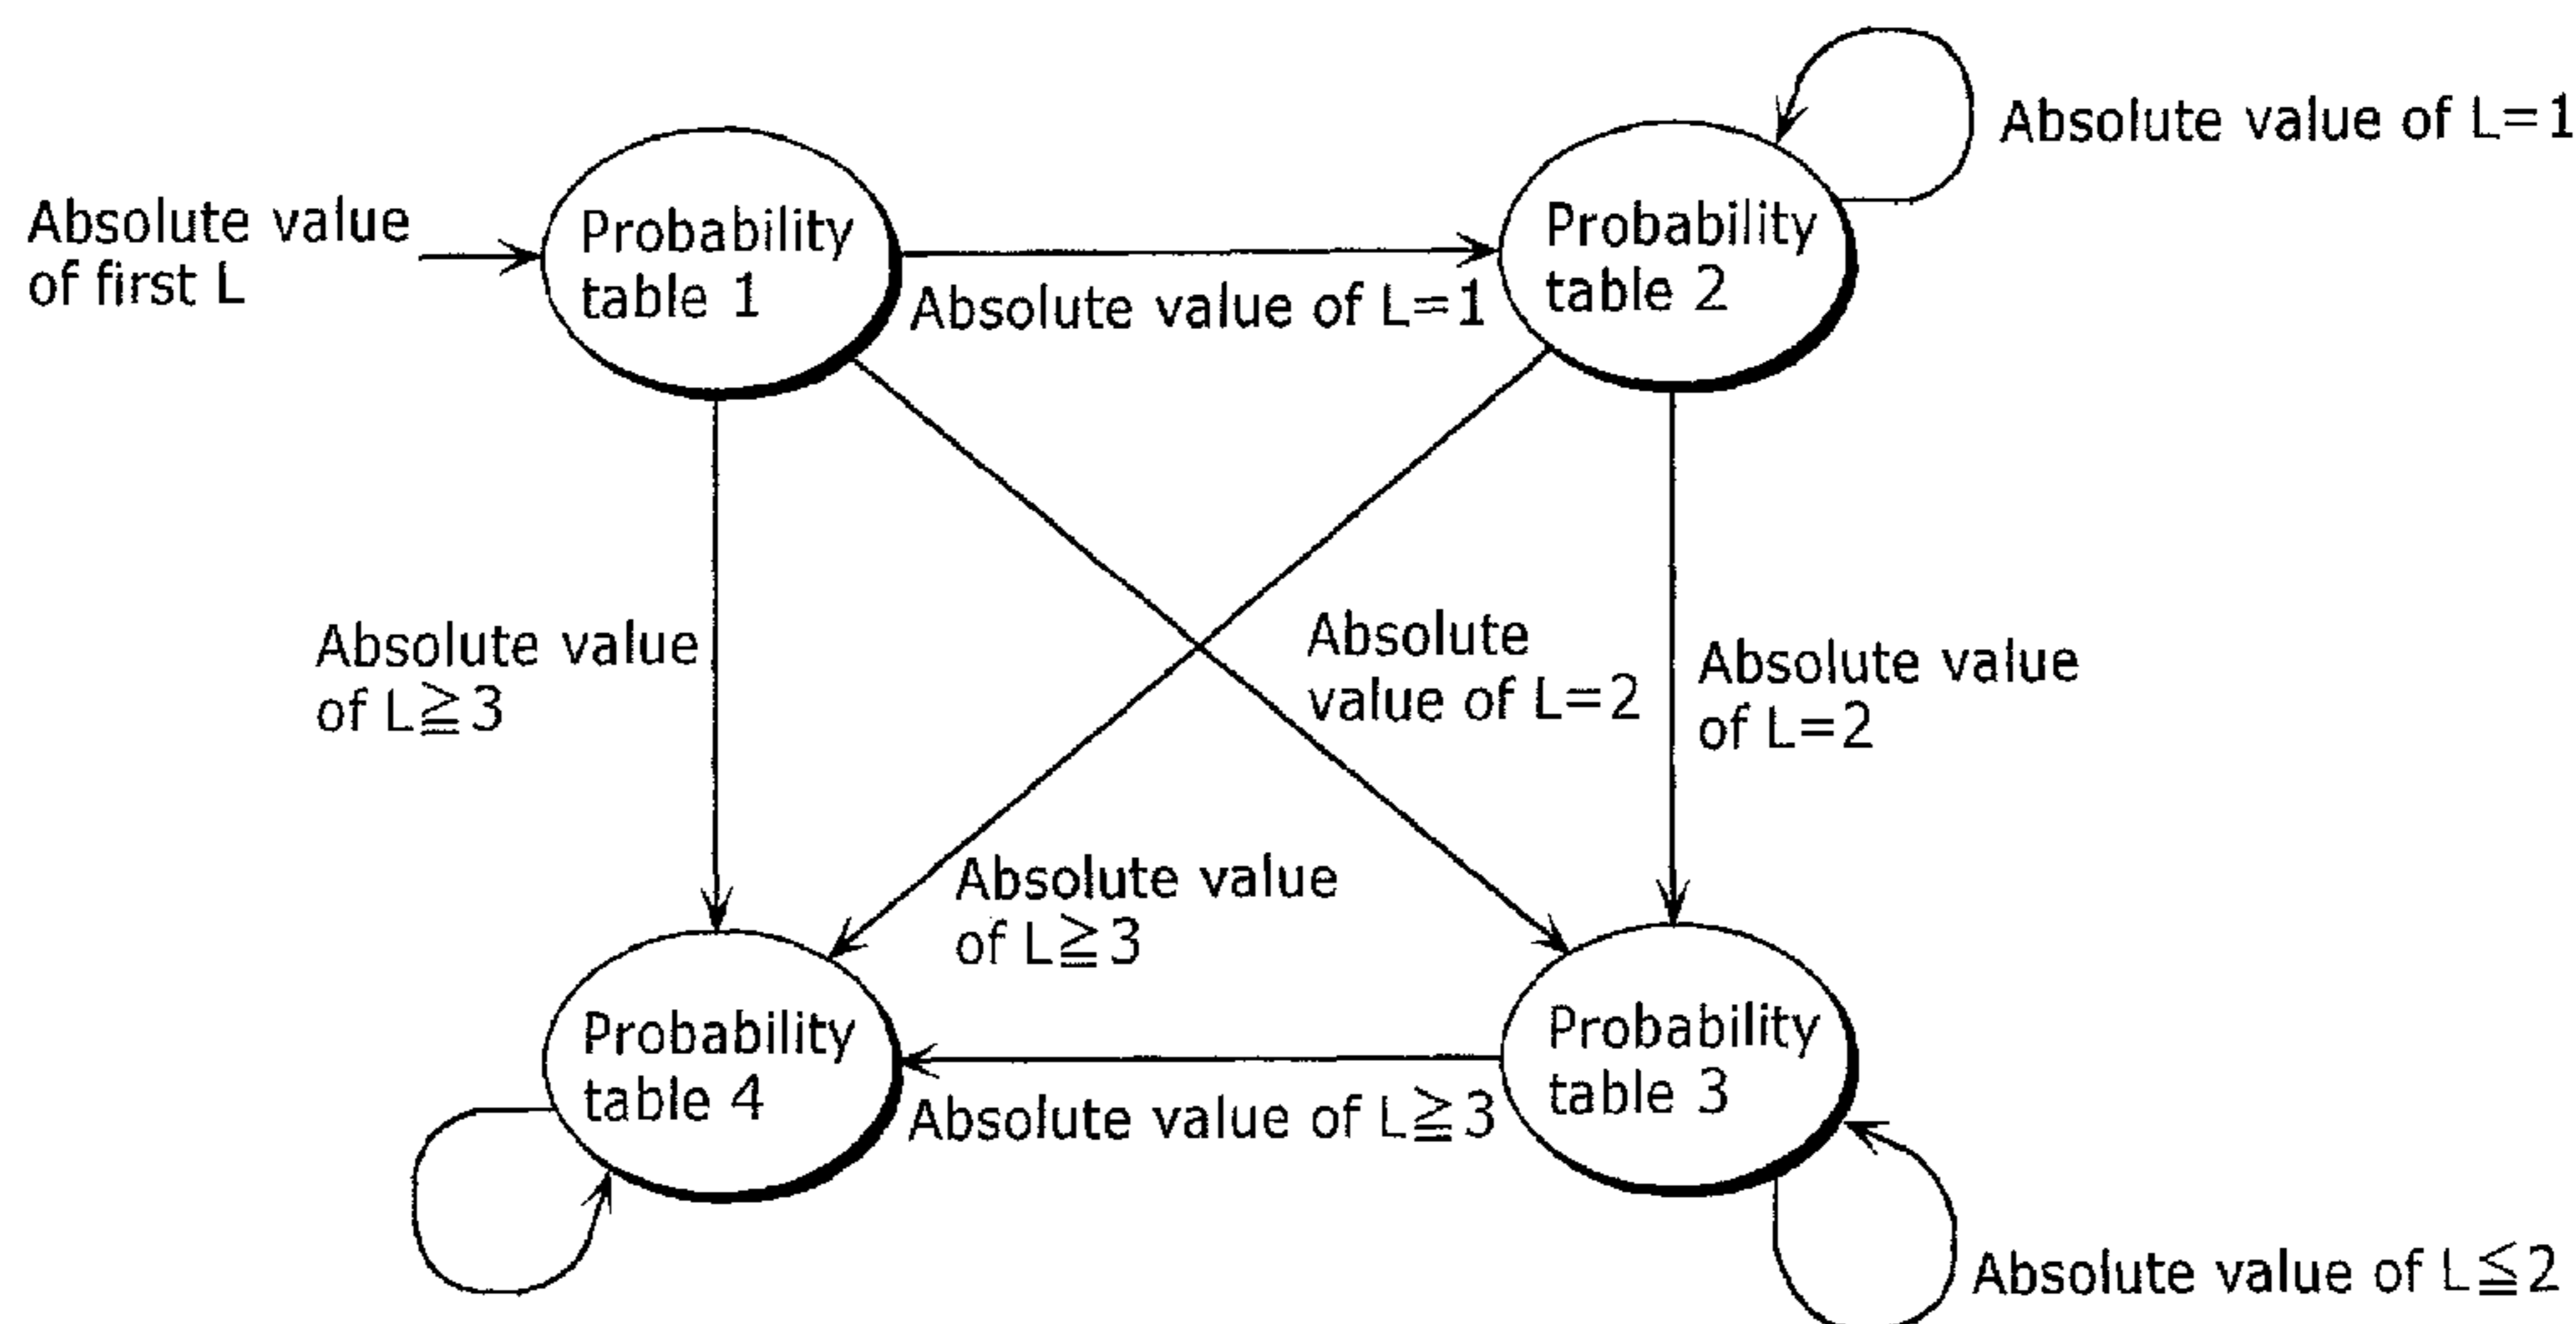 Absolute value of L=1
Absolute value
of first L
Probability
table 1
Probability
table 2
Absolute value of L=1
Absolute value
of L≧3
Absolute
value of L=2
Absolute value
of L=2
Absolute value
of L≧3
Probability
table 4
Probability
table 3
Absolute value of L≧3
Absolute value of L≦2